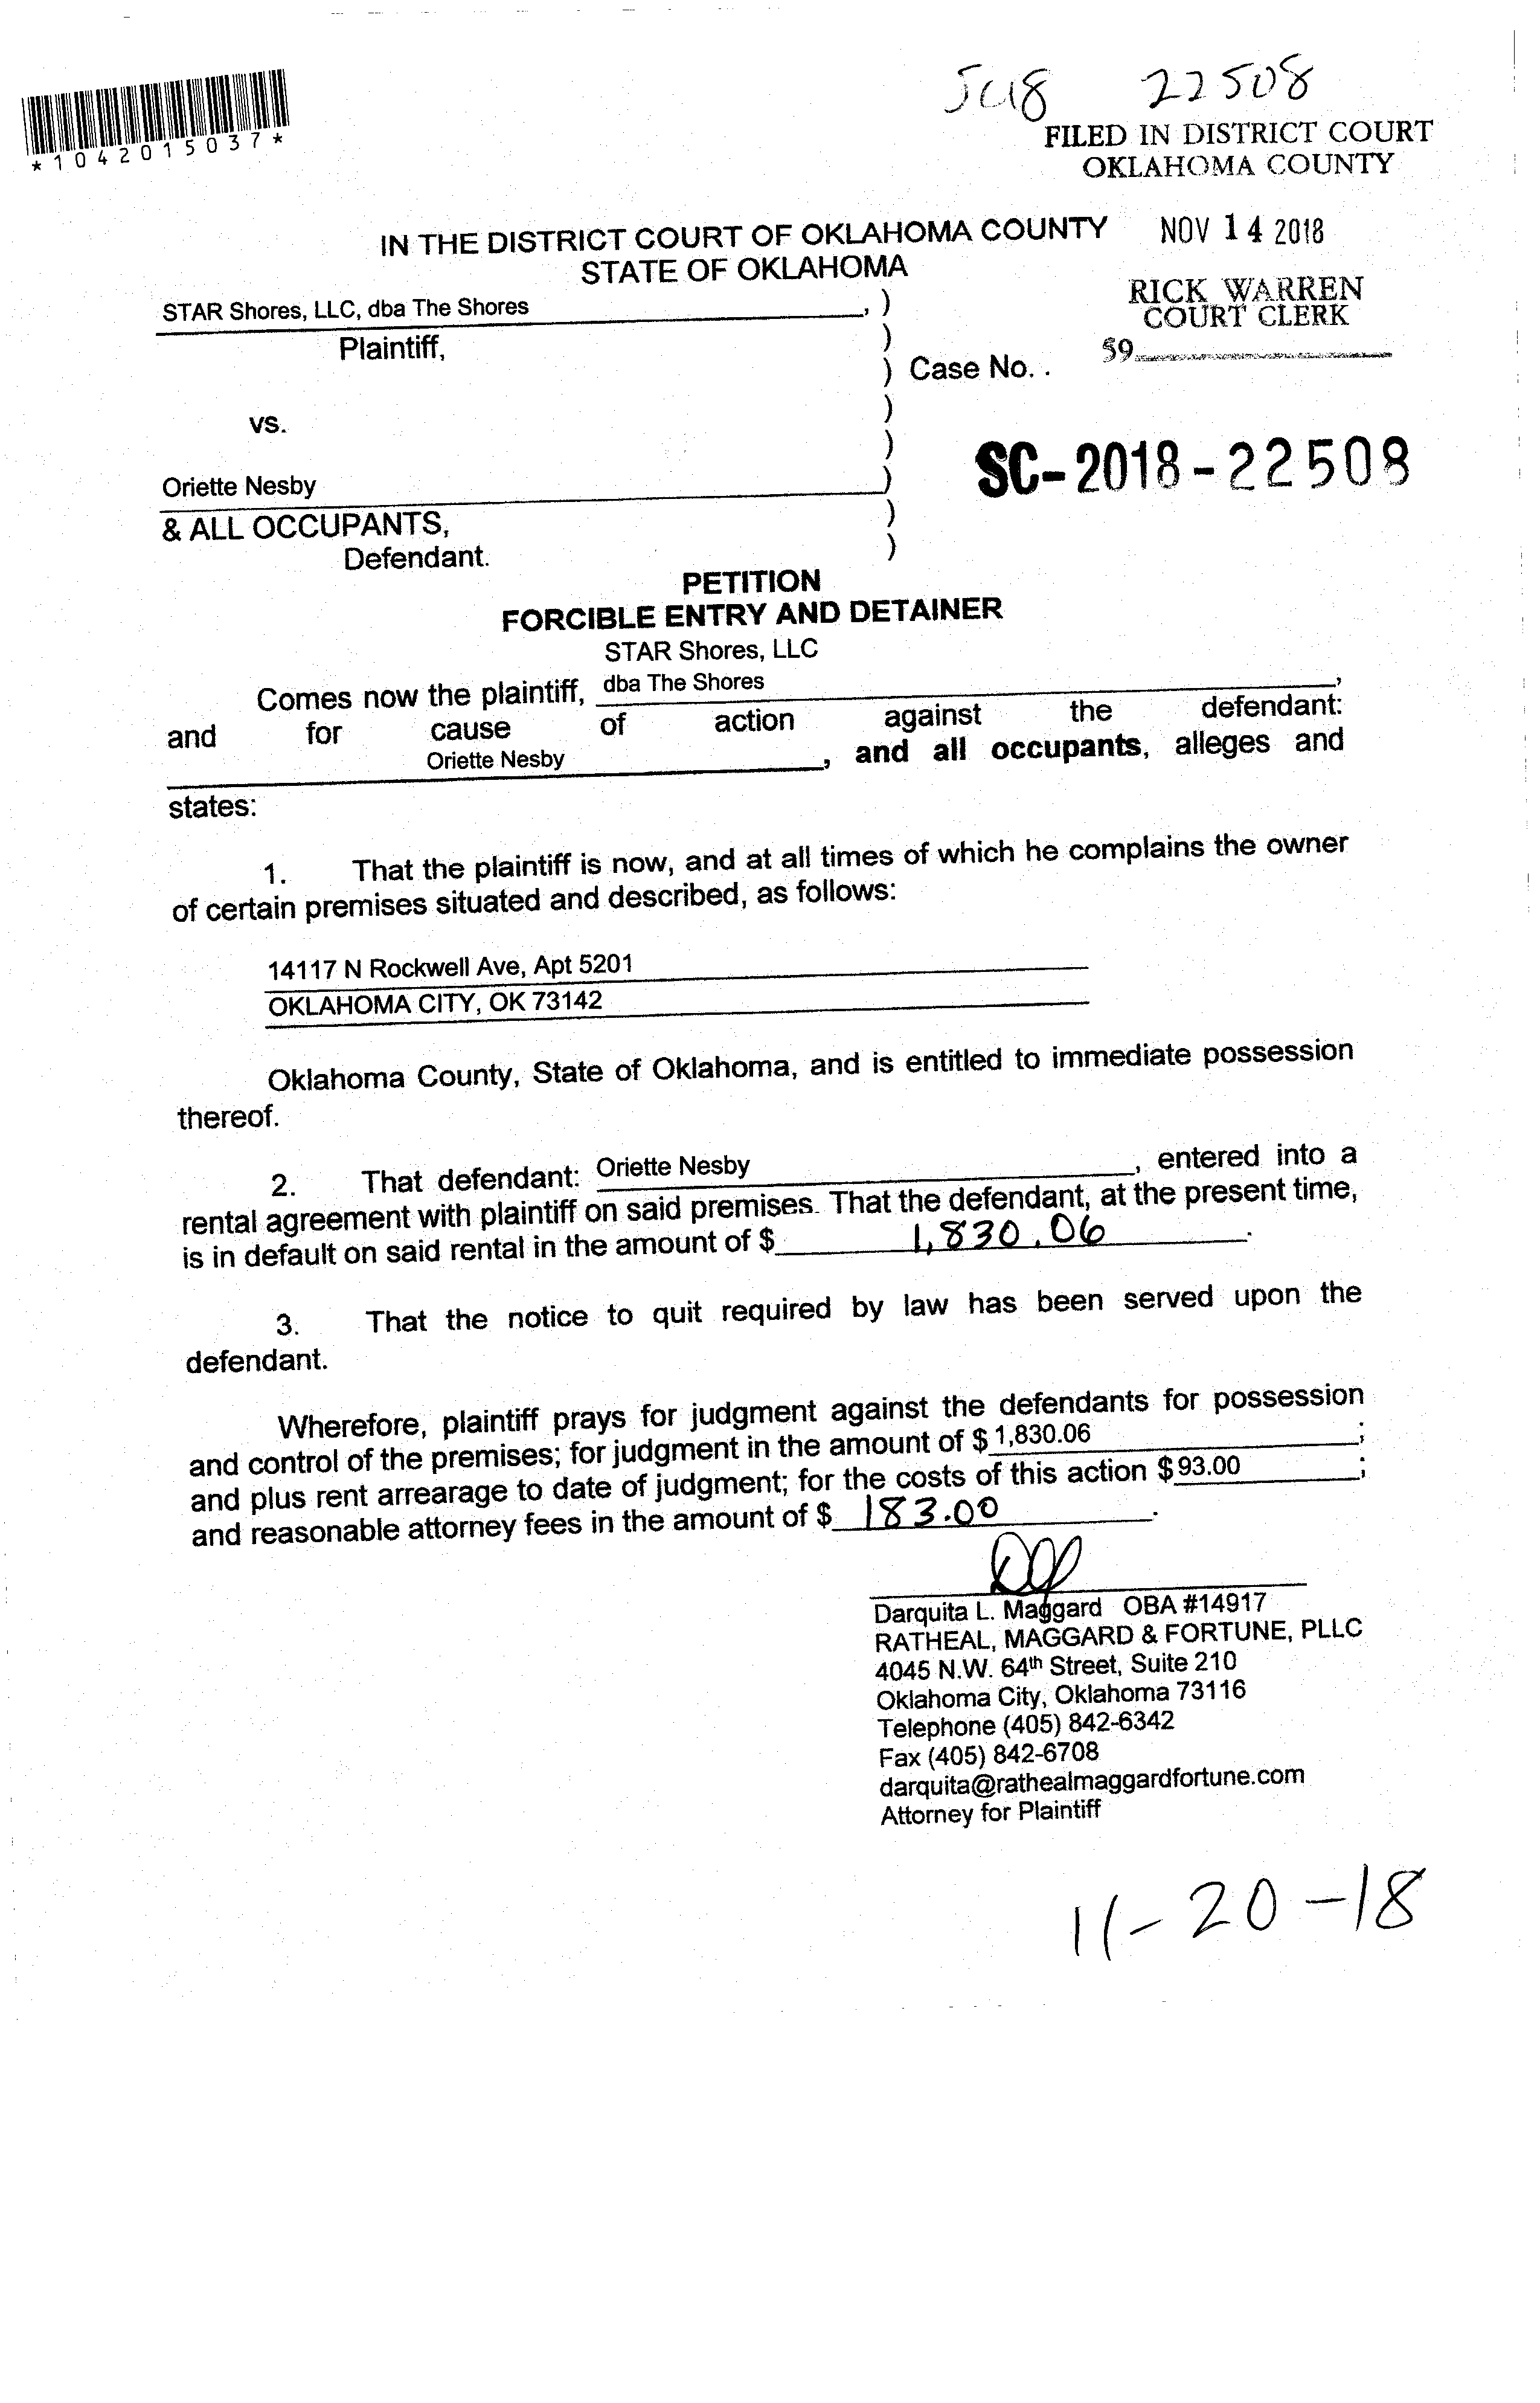 SC18 22508
*1042015037*
FILED IN DISTRICT COURT
OKLAHOMA COUNTY
IN THE DISTRICT COURT OF OKLAHOMA COUNTY NOV 14 2018
STATE OF OKLAHOMA
RICK WARREN
COURT CLERK
STAR Shores, LLC, dba The Shores , )
Plaintiff, )
) Case No. . 59
)
vs. )
SC-2018-22508
Oriette Nesby )
& ALL OCCUPANTS, )
Defendant. )
PETITION
FORCIBLE ENTRY AND DETAINER
STAR Shores, LLC
Comes now the plaintiff, dba The Shores ,
and for cause of action against the defendant:
Oriette Nesby , and all occupants, alleges and
states:
1. That the plaintiff is now, and at all times of which he complains the owner
of certain premises situated and described, as follows:
14117 N Rockwell Ave, Apt 5201
OKLAHOMA CITY, OK 73142
Oklahoma County, State of Oklahoma, and is entitled to immediate possession
thereof.
2. That defendant: Oriette Nesby , entered into a
rental agreement with plaintiff on said premises. That the defendant, at the present time,
is in default on said rental in the amount of $ 1,830.06 .
3. That the notice to quit required by law has been served upon the
defendant.
Wherefore, plaintiff prays for judgment against the defendants for possession
and control of the premises; for judgment in the amount of $ 1,830.06 ;
and plus rent arrearage to date of judgment; for the costs of this action $ 93.00 ;
and reasonable attorney fees in the amount of $ 183.00 .
Darquita L. Maggard OBA #14917
RATHEAL, MAGGARD & FORTUNE, PLLC
4045 N.W. 64th Street, Suite 210
Oklahoma City, Oklahoma 73116
Telephone (405) 842-6342
Fax (405) 842-6708
darquita@rathealmaggardfortune.com
Attorney for Plaintiff
11-20-18